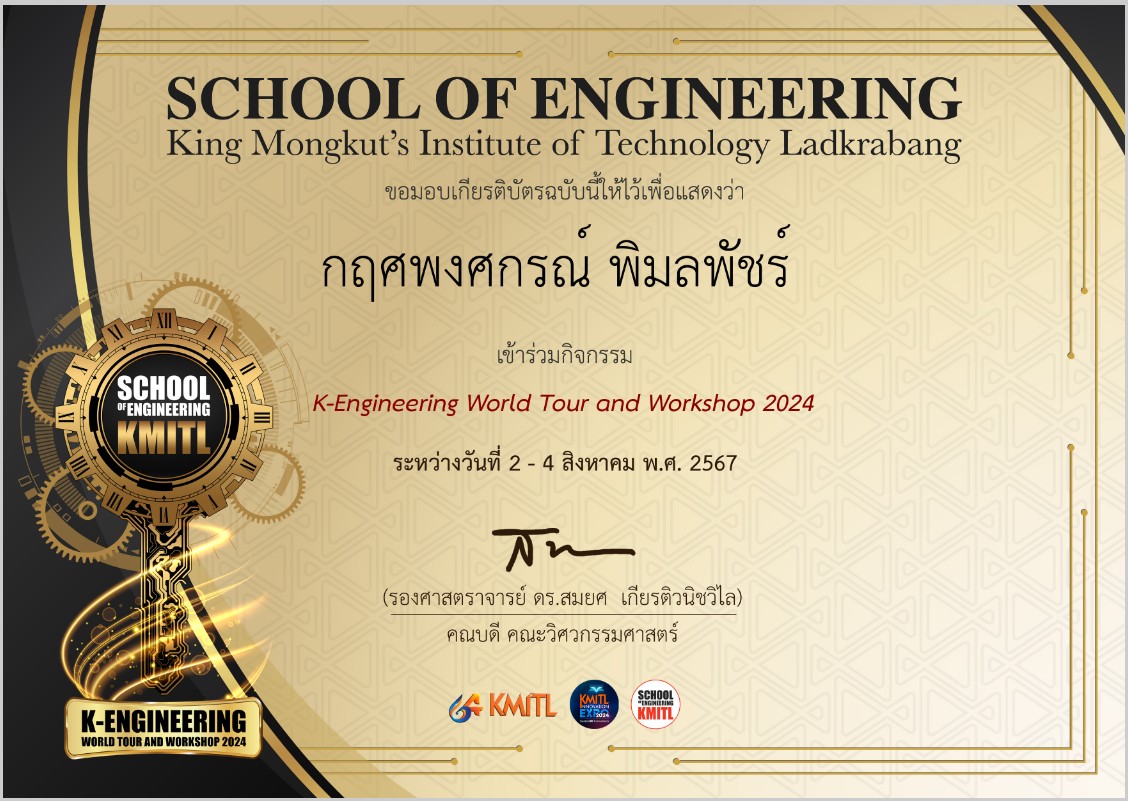 SCHOOL OF ENGINEERING
King Mongkut's Institute of Technology Ladkrabang
ขอมอบเกียรติบัตรฉบับนี้ให้ไว้เพื่อแสดงว่า
กฤศพงศกรณ์ พิมลพัชร์
เข้าร่วมกิจกรรม
K-Engineering World Tour and Workshop 2024
ระหว่างวันที่ 2 - 4 สิงหาคม พ.ศ. 2567
(รองศาสตราจารย์ ดร.สมยศ เกียรติวนิชวิไล)
คณบดี คณะวิศวกรรมศาสตร์
SCHOOL
OF ENGINEERING
KMITL
K-ENGINEERING
WORLD TOUR AND WORKSHOP 2024
64 KMITL
KMITL
INNOVATION
EXPO 2024
SCHOOL
OF ENGINEERING
KMITL